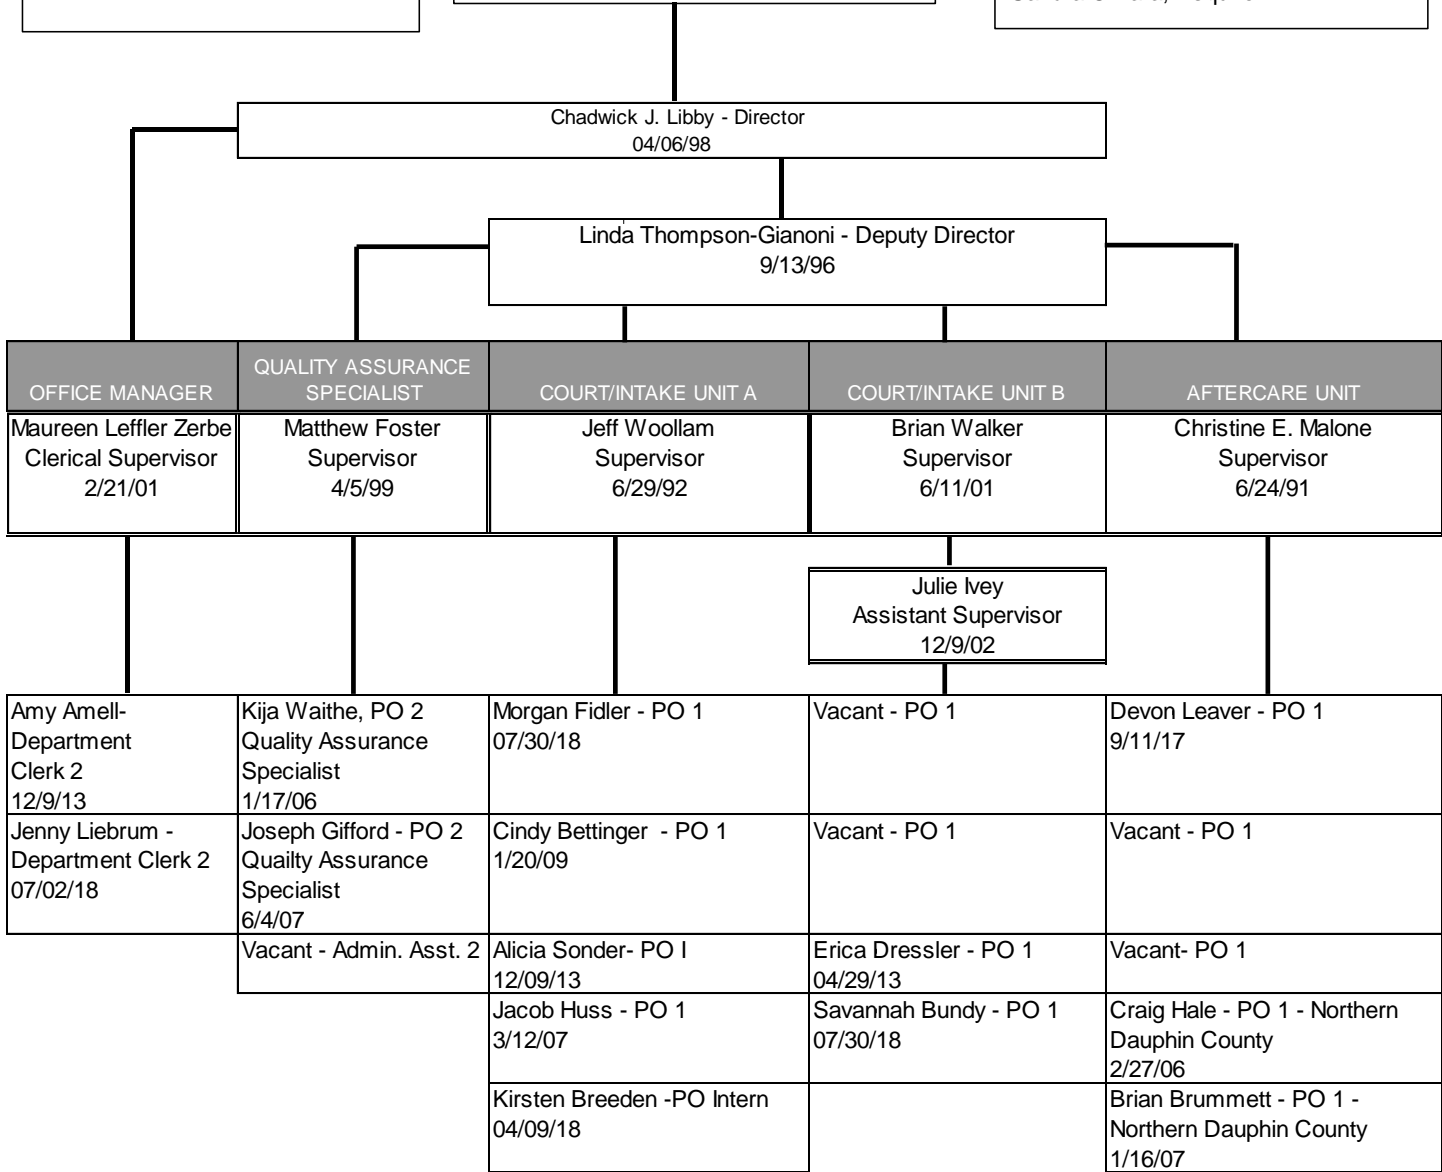 Chadwick J. Libby - Director
04/06/98
Linda Thompson-Gianoni - Deputy Director
9/13/96
OFFICE MANAGER
QUALITY ASSURANCE
SPECIALIST
COURT/INTAKE UNIT A
COURT/INTAKE UNIT B
AFTERCARE UNIT
Maureen Leffler Zerbe
Clerical Supervisor
2/21/01
Matthew Foster
Supervisor
4/5/99
Jeff Woollam
Supervisor
6/29/92
Brian Walker
Supervisor
6/11/01
Christine E. Malone
Supervisor
6/24/91
Julie Ivey
Assistant Supervisor
12/9/02
Amy Amell-
Department
Clerk 2
12/9/13
Kija Waithe, PO 2
Quality Assurance
Specialist
1/17/06
Morgan Fidler - PO 1
07/30/18
Vacant - PO 1
Devon Leaver - PO 1
9/11/17
Jenny Liebrum -
Department Clerk 2
07/02/18
Joseph Gifford - PO 2
Quailty Assurance
Specialist
6/4/07
Cindy Bettinger - PO 1
1/20/09
Vacant - PO 1
Vacant - PO 1
Vacant - Admin. Asst. 2
Alicia Sonder- PO I
12/09/13
Erica Dressler - PO 1
04/29/13
Vacant- PO 1
Jacob Huss - PO 1
3/12/07
Savannah Bundy - PO 1
07/30/18
Craig Hale - PO 1 - Northern
Dauphin County
2/27/06
Kirsten Breeden -PO Intern
04/09/18
Brian Brummett - PO 1 -
Northern Dauphin County
1/16/07